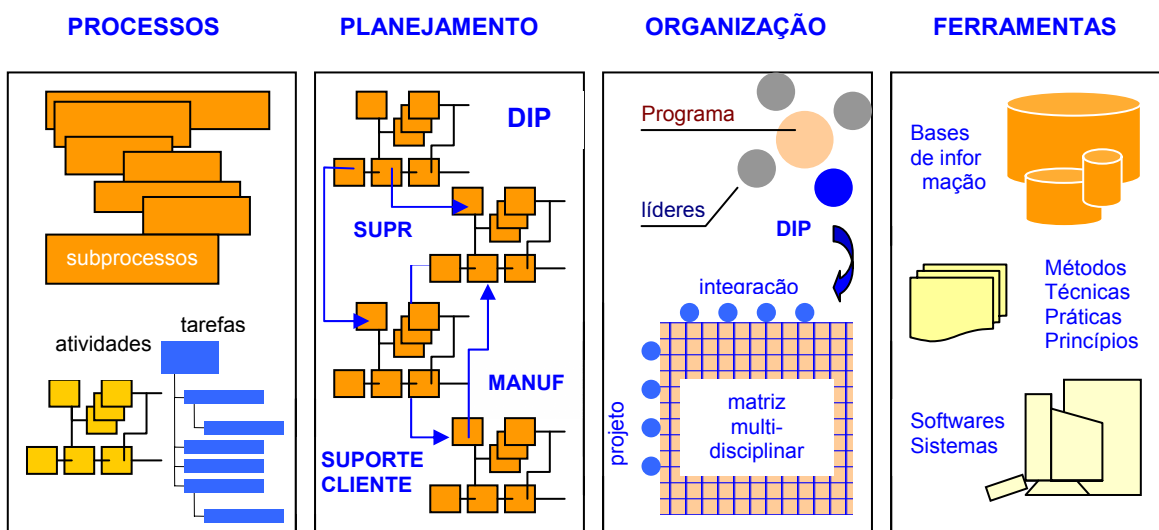 PROCESSOS
PLANEJAMENTO
ORGANIZAÇÃO
FERRAMENTAS
subprocessos
tarefas
atividades
DIP
SUPR
MANUF
SUPORTE
CLIENTE
Programa
líderes
DIP
integração
projeto
matriz
multi-
disciplinar
Bases
de infor
mação
Métodos
Técnicas
Práticas
Princípios
Softwares
Sistemas